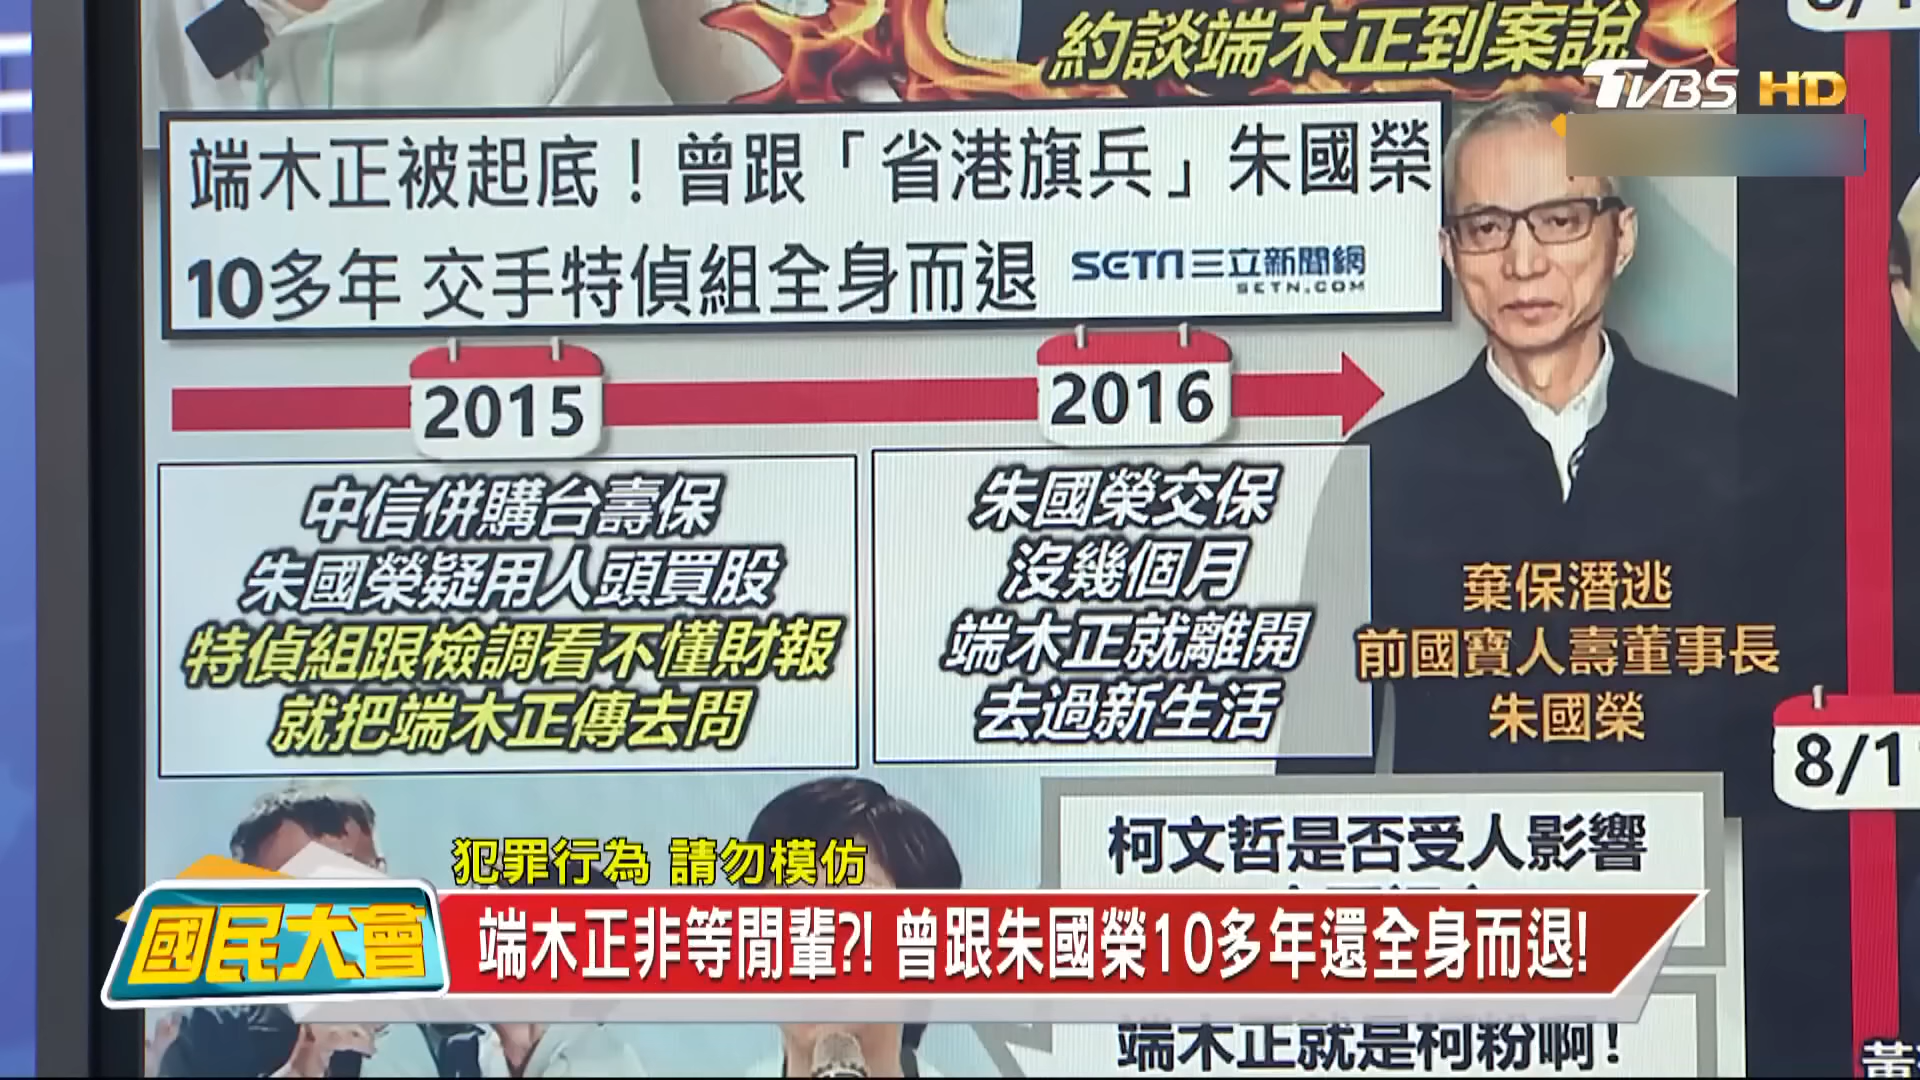 約談端木正到案說
TVBS HD
端木正被起底！曾跟「省港旗兵」朱國榮
10多年 交手特偵組全身而退
SETN三立新聞網
SETN.COM
2015
2016
中信併購台壽保
朱國榮疑用人頭買股
特偵組跟檢調看不懂財報
就把端木正傳去問
朱國榮交保
沒幾個月
端木正就離開
去過新生活
棄保潛逃
前國寶人壽董事長
朱國榮
8/1
柯文哲是否受人影響
犯罪行為 請勿模仿
國民大會
端木正非等閒輩?! 曾跟朱國榮10多年還全身而退!
端木正就是柯粉啊！